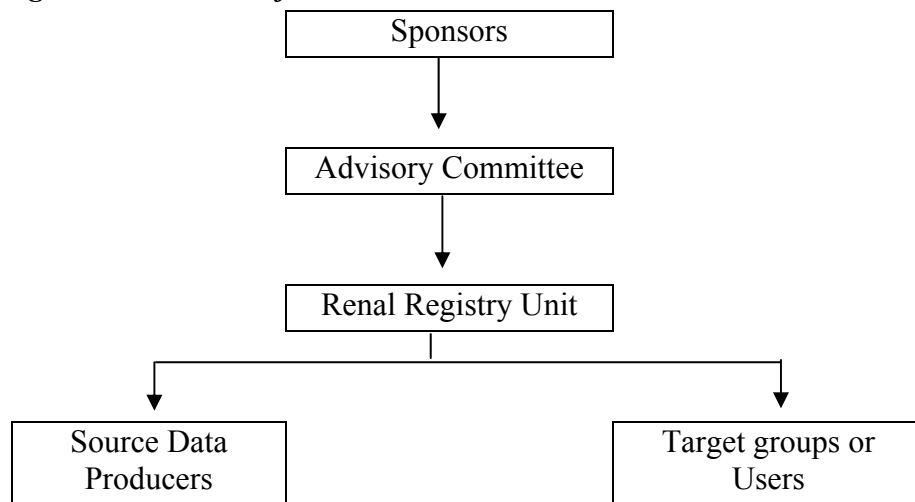 Sponsors
Advisory Committee
Renal Registry Unit
Source Data
Producers
Target groups or
Users